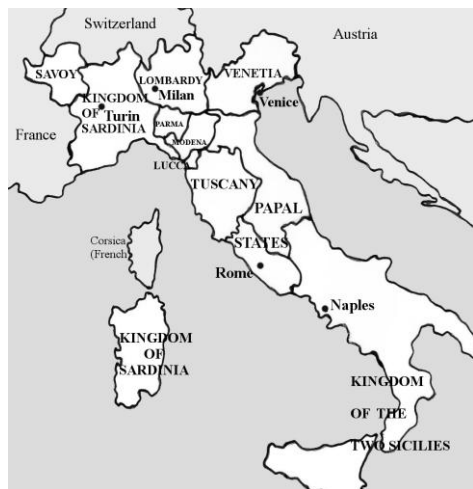 Switzerland
Austria
SAVOY
LOMBARDY
Milan
VENETIA
Venice
KINGDOM
OF Turin
SARDINIA
France
PARMA
MODENA
LUCCA
TUSCANY
PAPAL
STATES
Rome
Corsica
(French
Naples
KINGDOM
OF
SARDINIA
KINGDOM
OF THE
TWO SICILIES